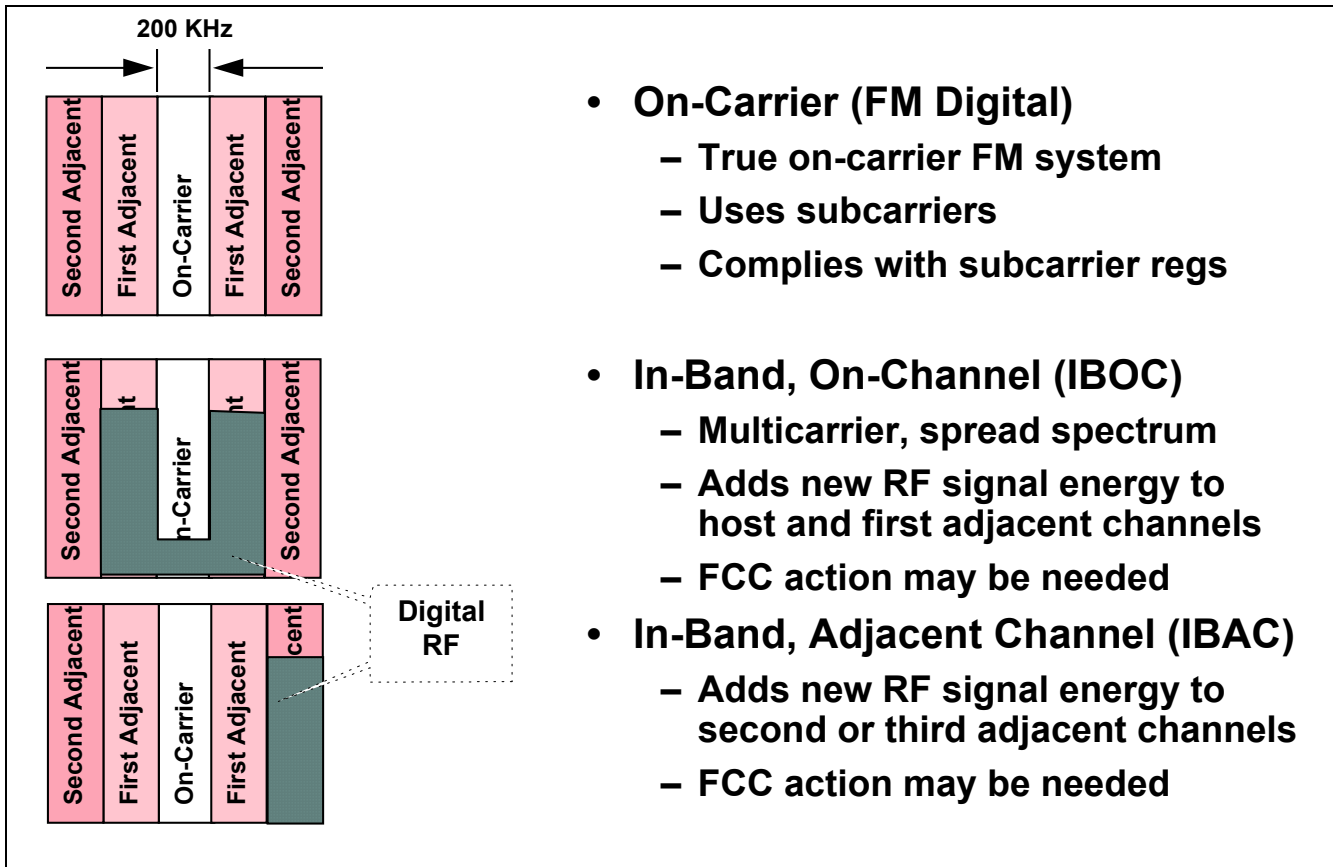 200 KHz
Second Adjacent
First Adjacent
On-Carrier
First Adjacent
Second Adjacent
• On-Carrier (FM Digital)
– True on-carrier FM system
– Uses subcarriers
– Complies with subcarrier regs
Second Adjacent
nt
n-Carrier
nt
Second Adjacent
• In-Band, On-Channel (IBOC)
– Multicarrier, spread spectrum
– Adds new RF signal energy to
host and first adjacent channels
– FCC action may be needed
Digital
RF
Second Adjacent
First Adjacent
On-Carrier
First Adjacent
cent
• In-Band, Adjacent Channel (IBAC)
– Adds new RF signal energy to
second or third adjacent channels
– FCC action may be needed